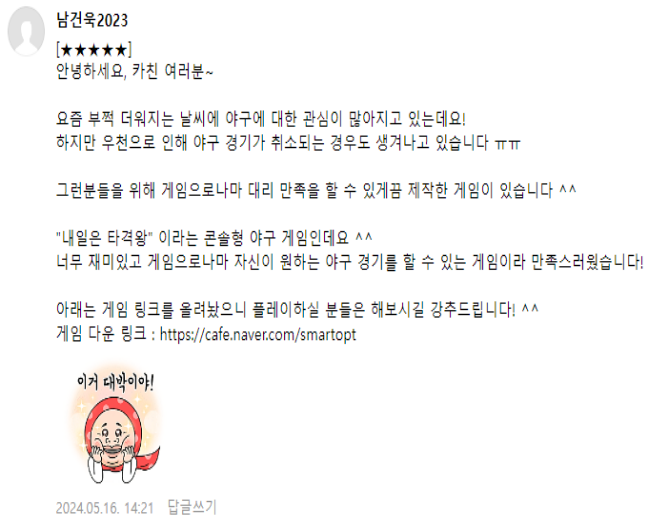 남건욱2023
[★★★★★]
안녕하세요, 카친 여러분~
요즘 부쩍 더워지는 날씨에 야구에 대한 관심이 많아지고 있는데요!
하지만 우천으로 인해 야구 경기가 취소되는 경우도 생겨나고 있습니다 ㅠㅠ
그런분들을 위해 게임으로나마 대리 만족을 할 수 있게끔 제작한 게임이 있습니다 ^^
"내일은 타격왕" 이라는 콘솔형 야구 게임인데요 ^^
너무 재미있고 게임으로나마 자신이 원하는 야구 경기를 할 수 있는 게임이라 만족스러웠습니다!
아래는 게임 링크를 올려놨으니 플레이하실 분들은 해보시길 강추드립니다! ^^
게임 다운 링크 : https://cafe.naver.com/smartopt
이거 대박이야!
2024.05.16. 14:21 답글쓰기